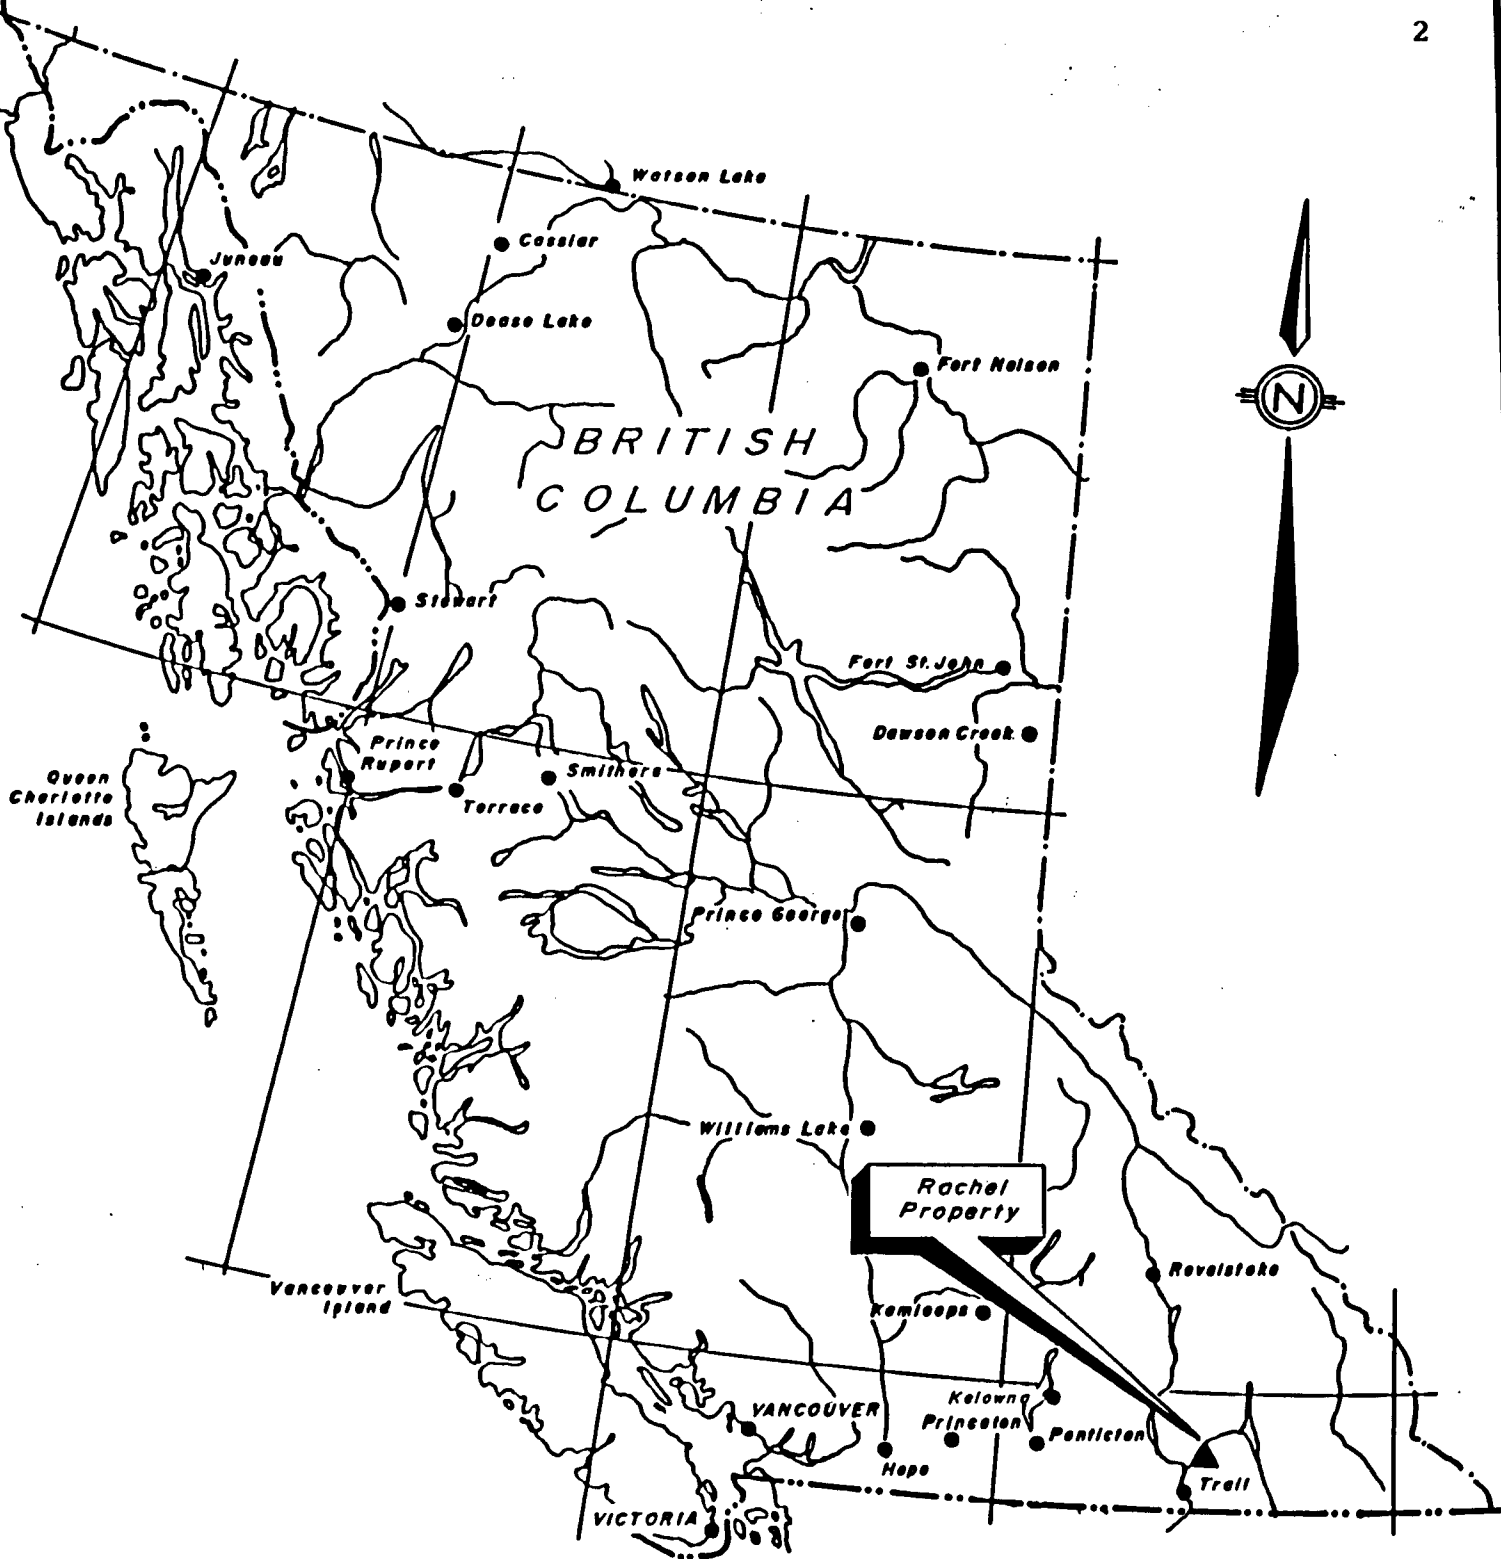 2
Watson Lake
Cassiar
Juneau
Dease Lake
Fort Nelson
N
BRITISH
COLUMBIA
Stewart
Fort St. John
Dawson Creek
Prince
Rupert
Smithers
Terrace
Queen
Charlotte
Islands
Prince George
Williams Lake
Rachel
Property
Revelstoke
Vancouver
Island
Kamloops
Kelowna
VANCOUVER
Princeton
Penticton
Hope
Trail
VICTORIA